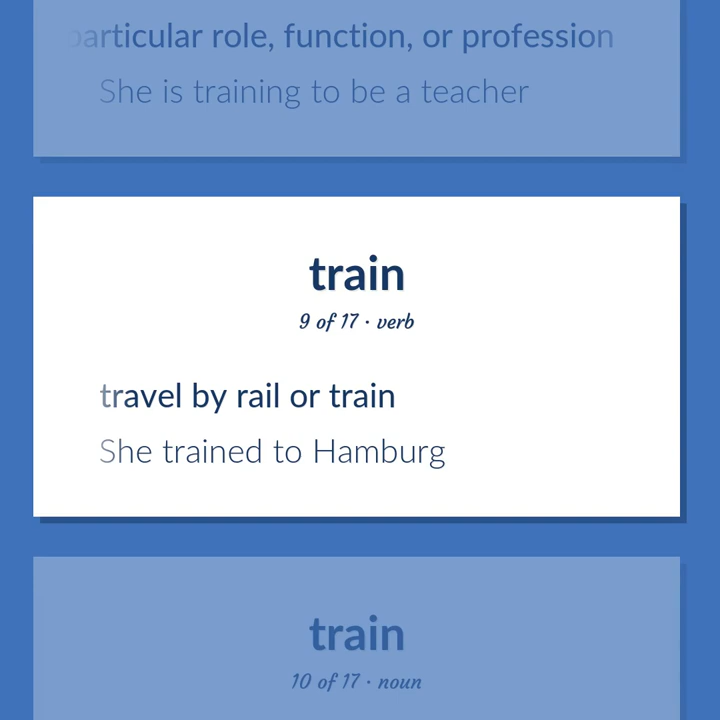 particular role, function, or profession
She is training to be a teacher
train
9 of 17 · verb
travel by rail or train
She trained to Hamburg
train
10 of 17 · noun